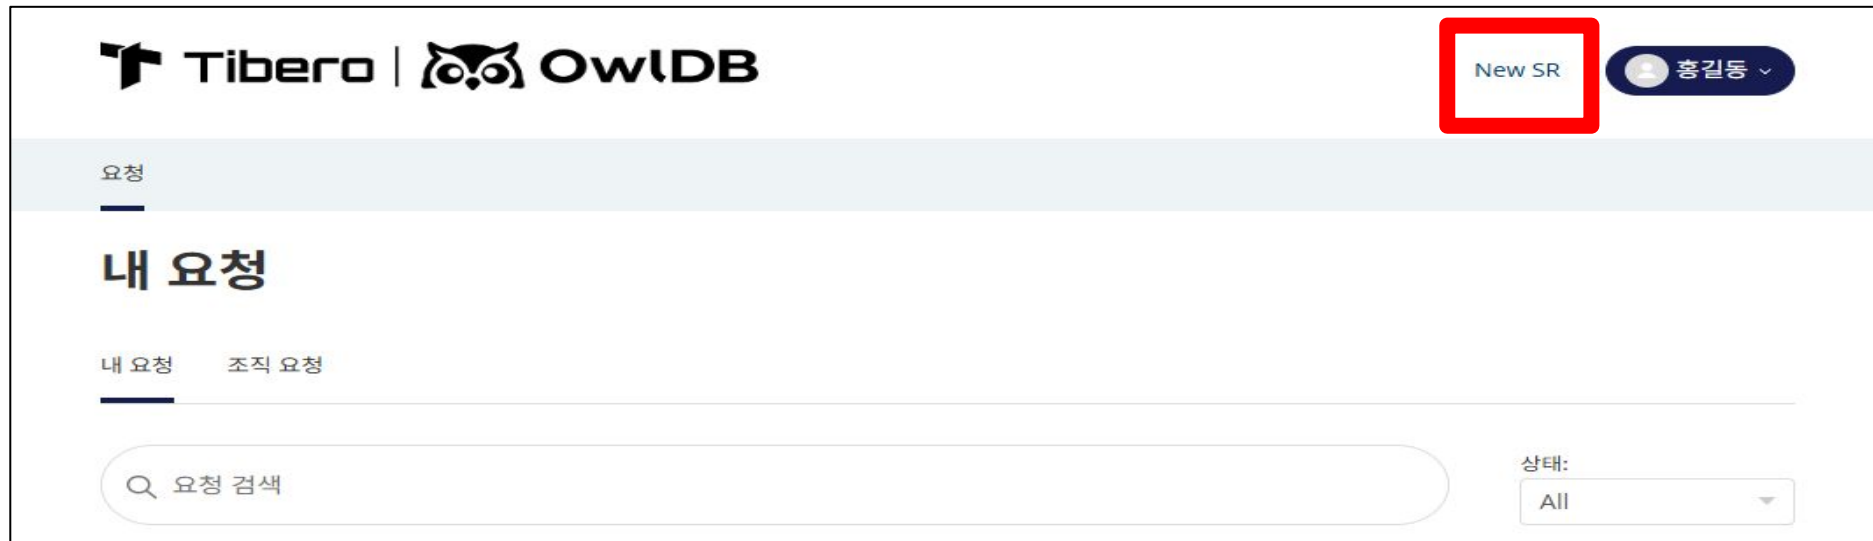 Tibero | OwlDB
New SR
홍길동
요청
내 요청
내 요청 조직 요청
요청 검색
상태:
All